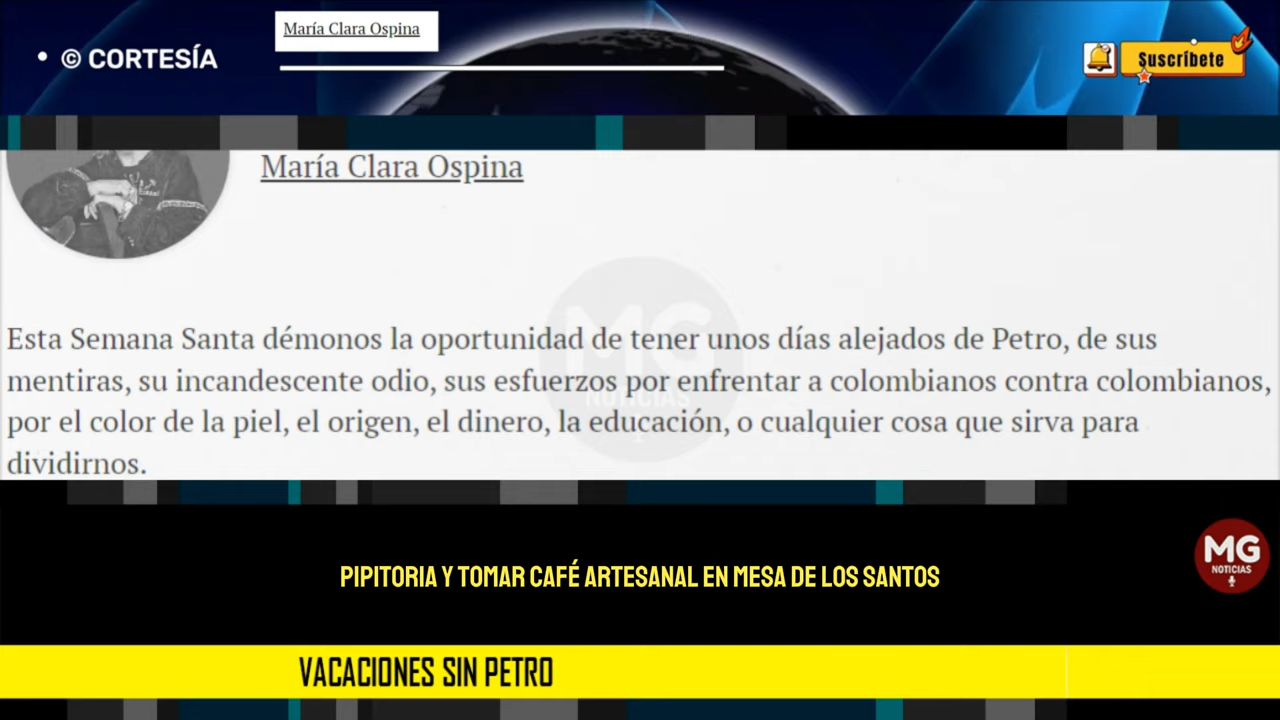 María Clara Ospina
• © CORTESÍA
Suscríbete
María Clara Ospina
Esta Semana Santa démonos la oportunidad de tener unos días alejados de Petro, de sus
mentiras, su incandescente odio, sus esfuerzos por enfrentar a colombianos contra colombianos,
por el color de la piel, el origen, el dinero, la educación, o cualquier cosa que sirva para
dividirnos.
MG
NOTICIAS
PIPITORIA Y TOMAR CAFÉ ARTESANAL EN MESA DE LOS SANTOS
MG
NOTICIAS
VACACIONES SIN PETRO